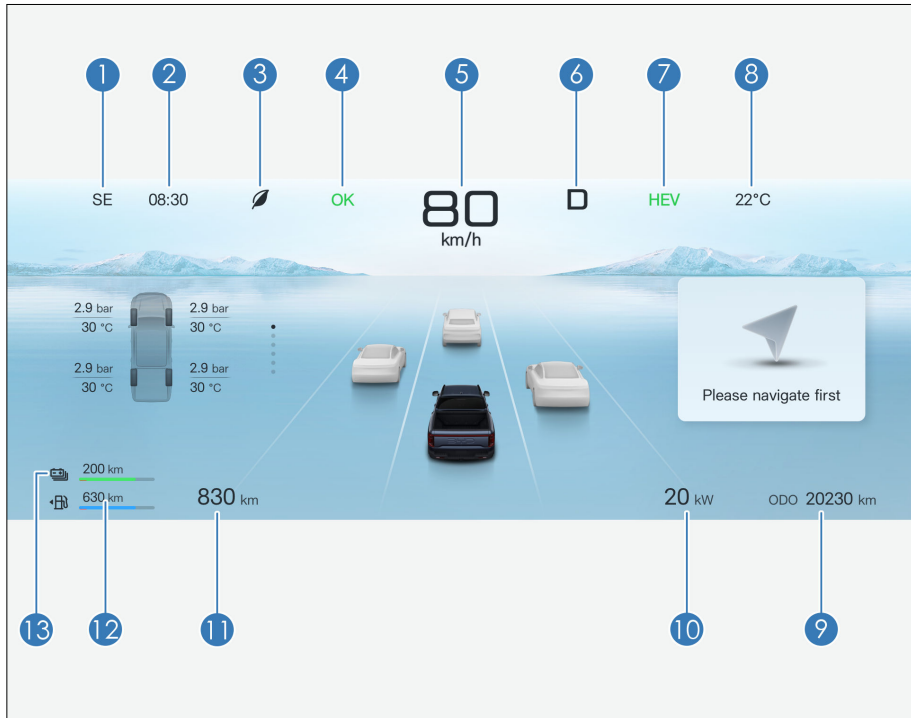 1 2 3 4 5 6 7 8
SE 08:30 OK 80 D HEV 22°C
km/h
2.9 bar 2.9 bar
30 °C 30 °C
2.9 bar 2.9 bar
30 °C 30 °C
Please navigate first
200 km
630 km
830 km 20 kW ODO 20230 km
13 12 11 10 9